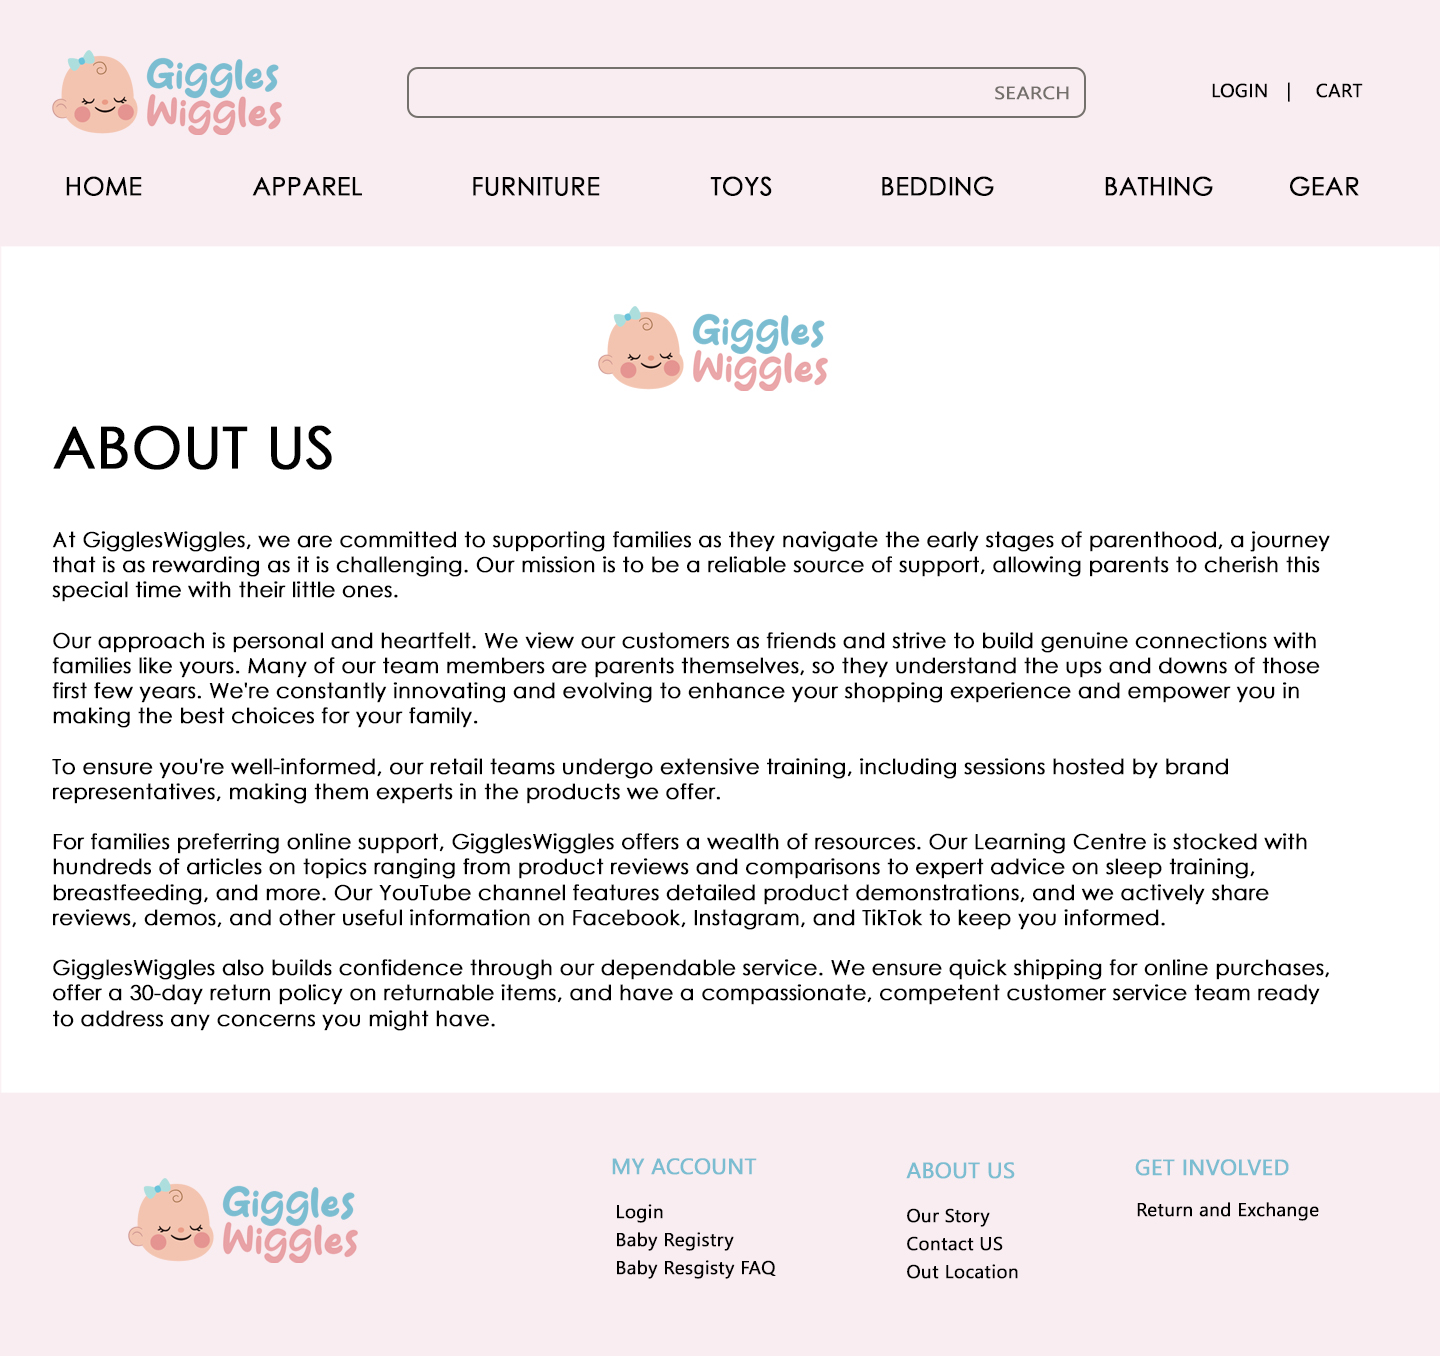 Giggles
Wiggles
SEARCH
LOGIN | CART
HOME APPAREL FURNITURE TOYS BEDDING BATHING GEAR
Giggles
Wiggles
ABOUT US
At GigglesWiggles, we are committed to supporting families as they navigate the early stages of parenthood, a journey
that is as rewarding as it is challenging. Our mission is to be a reliable source of support, allowing parents to cherish this
special time with their little ones.
Our approach is personal and heartfelt. We view our customers as friends and strive to build genuine connections with
families like yours. Many of our team members are parents themselves, so they understand the ups and downs of those
first few years. We're constantly innovating and evolving to enhance your shopping experience and empower you in
making the best choices for your family.
To ensure you're well-informed, our retail teams undergo extensive training, including sessions hosted by brand
representatives, making them experts in the products we offer.
For families preferring online support, GigglesWiggles offers a wealth of resources. Our Learning Centre is stocked with
hundreds of articles on topics ranging from product reviews and comparisons to expert advice on sleep training,
breastfeeding, and more. Our YouTube channel features detailed product demonstrations, and we actively share
reviews, demos, and other useful information on Facebook, Instagram, and TikTok to keep you informed.
GigglesWiggles also builds confidence through our dependable service. We ensure quick shipping for online purchases,
offer a 30-day return policy on returnable items, and have a compassionate, competent customer service team ready
to address any concerns you might have.
Giggles
Wiggles
MY ACCOUNT
Login
Baby Registry
Baby Resgisty FAQ
ABOUT US
Our Story
Contact US
Out Location
GET INVOLVED
Return and Exchange